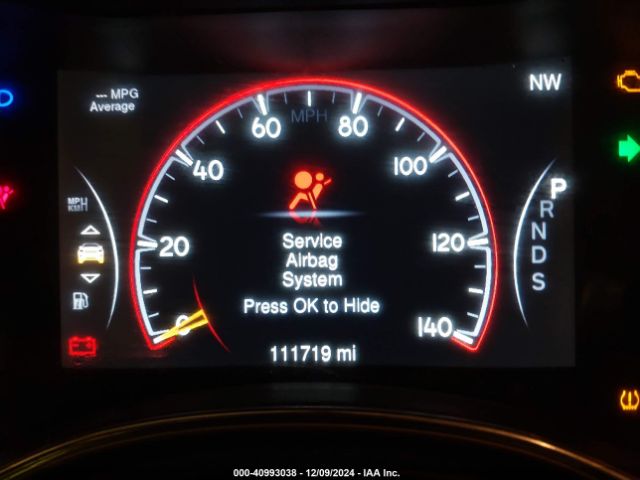 --- MPG
Average
NW
MPH
0
20
40
60
80
100
120
140
MPH
P
R
N
D
S
Service
Airbag
System
Press OK to Hide
111719 mi
000-40993038 - 12/09/2024 - IAA Inc.